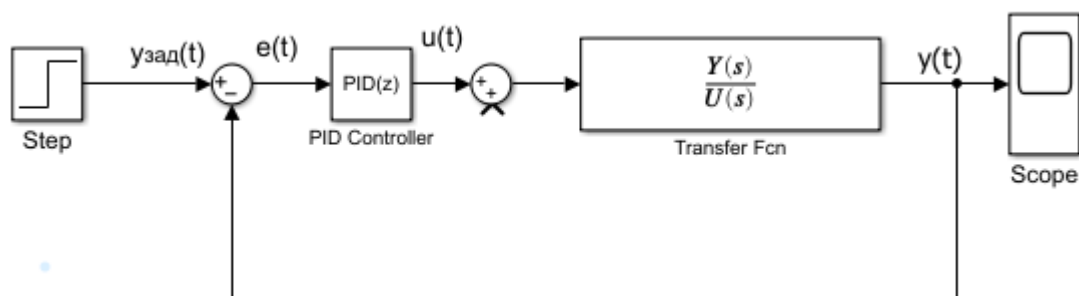 yзад(t)
e(t)
u(t)
y(t)
+
−
PID(z)
+
+
Y(s)
U(s)
Step
PID Controller
Transfer Fcn
Scope